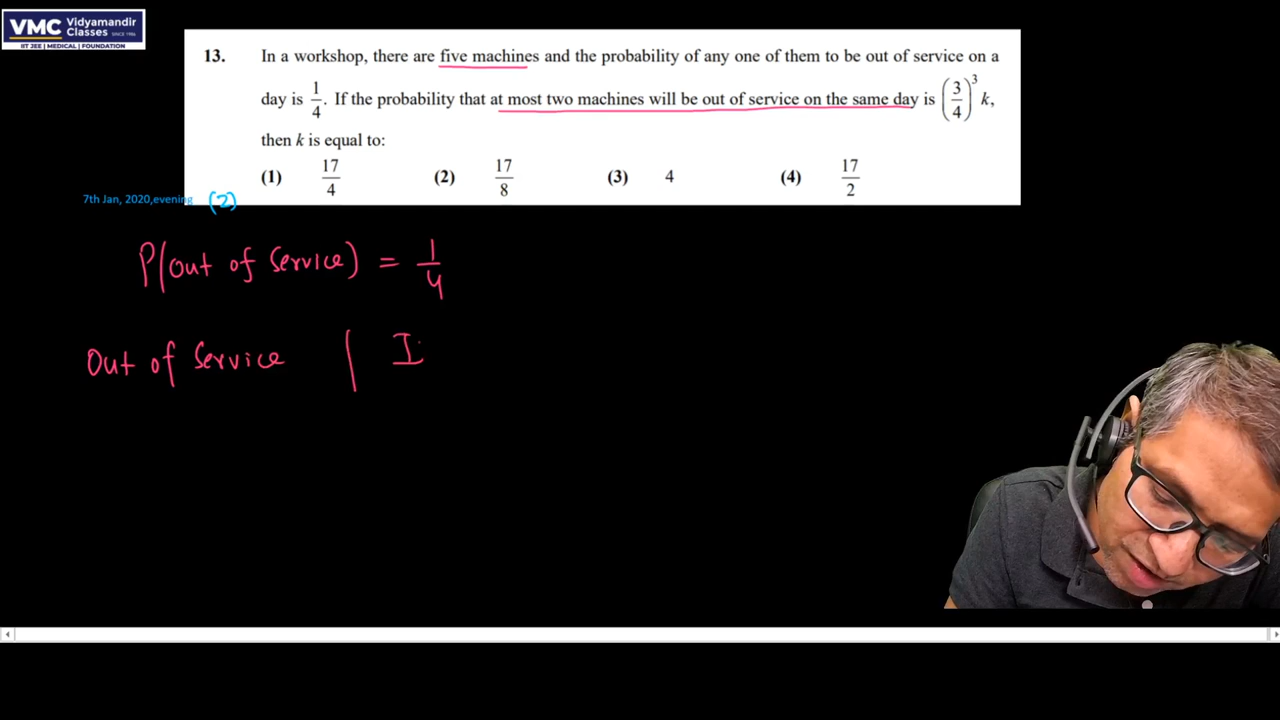 VMC Vidyamandir Classes SINCE 1986
IIT JEE | MEDICAL | FOUNDATION
13. In a workshop, there are five machines and the probability of any one of them to be out of service on a
day is 1/4. If the probability that at most two machines will be out of service on the same day is (3/4)^3 k,
then k is equal to:
(1) 17/4 (2) 17/8 (3) 4 (4) 17/2
7th Jan, 2020,evening (2)
P(out of service) = 1/4
Out of service | I